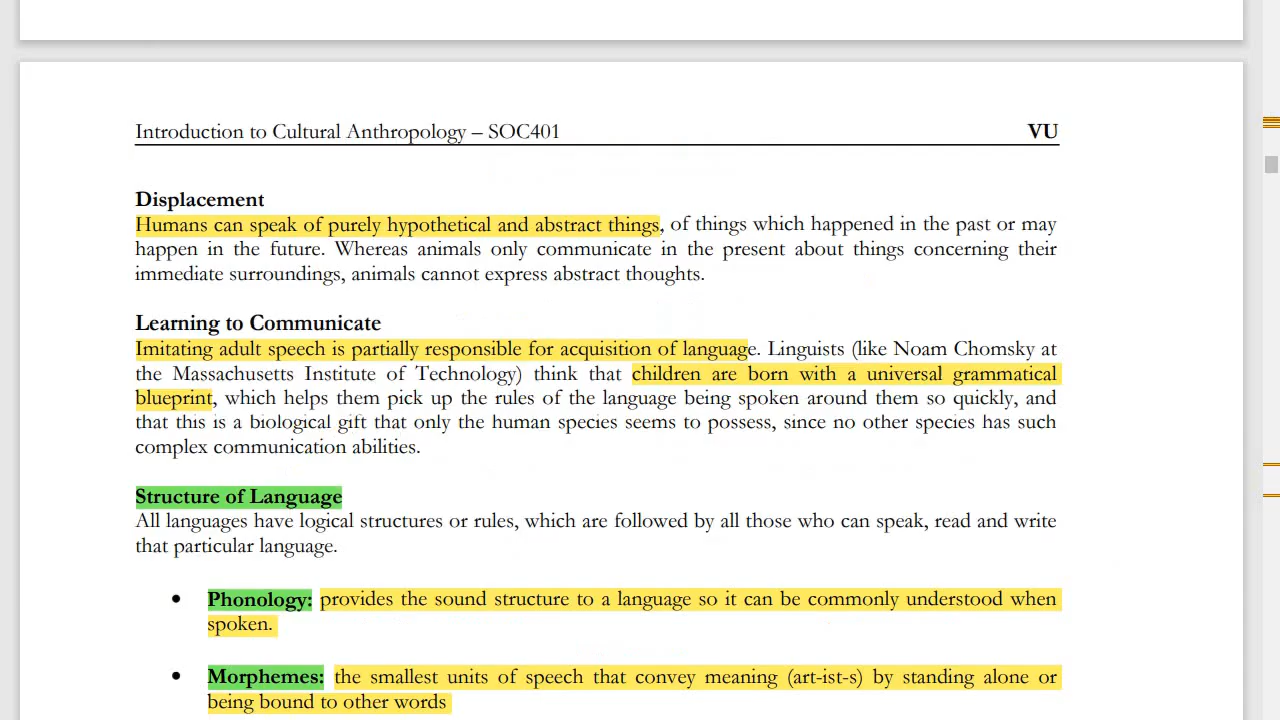 Introduction to Cultural Anthropology – SOC401 VU
Displacement
Humans can speak of purely hypothetical and abstract things, of things which happened in the past or may
happen in the future. Whereas animals only communicate in the present about things concerning their
immediate surroundings, animals cannot express abstract thoughts.
Learning to Communicate
Imitating adult speech is partially responsible for acquisition of language. Linguists (like Noam Chomsky at
the Massachusetts Institute of Technology) think that children are born with a universal grammatical
blueprint, which helps them pick up the rules of the language being spoken around them so quickly, and
that this is a biological gift that only the human species seems to possess, since no other species has such
complex communication abilities.
Structure of Language
All languages have logical structures or rules, which are followed by all those who can speak, read and write
that particular language.
• Phonology: provides the sound structure to a language so it can be commonly understood when
spoken.
• Morphemes: the smallest units of speech that convey meaning (art-ist-s) by standing alone or
being bound to other words